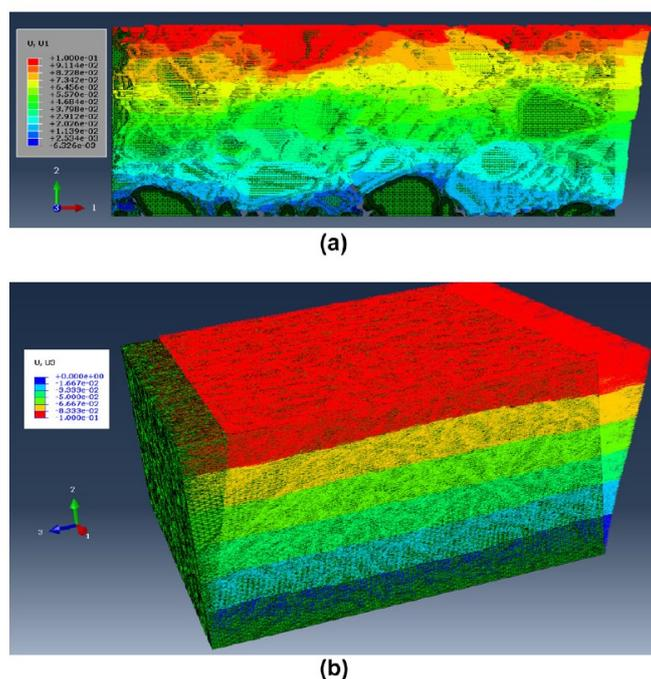 U, U1
+1.000e-01
+9.114e-02
+8.228e-02
+7.342e-02
+6.456e-02
+5.570e-02
+4.684e-02
+3.798e-02
+2.912e-02
+2.026e-02
+1.139e-02
+2.534e-03
-6.326e-03
2
3
1
(a)
U, U3
+0.000e+00
-1.667e-02
-3.333e-02
-5.000e-02
-6.667e-02
-8.333e-02
-1.000e-01
2
3
1
(b)